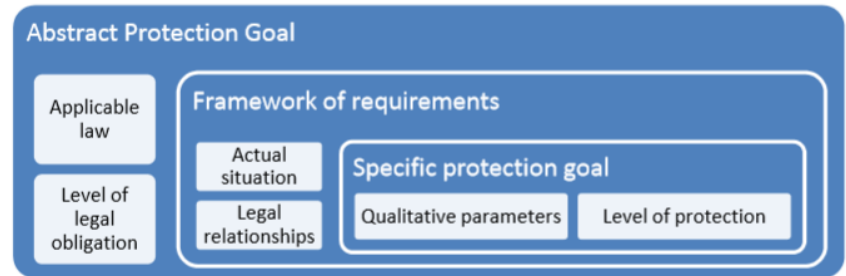 Abstract Protection Goal
Applicable
law
Level of
legal
obligation
Framework of requirements
Actual
situation
Legal
relationships
Specific protection goal
Qualitative parameters
Level of protection